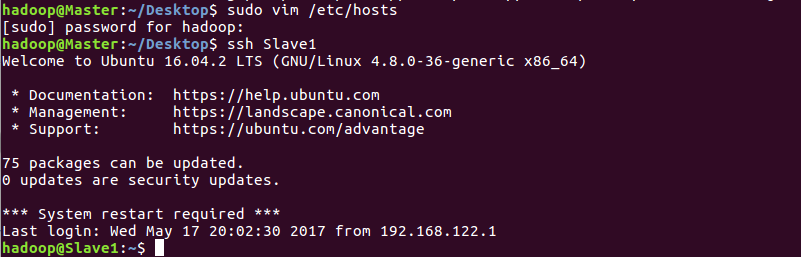 hadoop@Master:~/Desktop$ sudo vim /etc/hosts
[sudo] password for hadoop:
hadoop@Master:~/Desktop$ ssh Slave1
Welcome to Ubuntu 16.04.2 LTS (GNU/Linux 4.8.0-36-generic x86_64)
* Documentation:  https://help.ubuntu.com
* Management:     https://landscape.canonical.com
* Support:        https://ubuntu.com/advantage
75 packages can be updated.
0 updates are security updates.
*** System restart required ***
Last login: Wed May 17 20:02:30 2017 from 192.168.122.1
hadoop@Slave1:~$